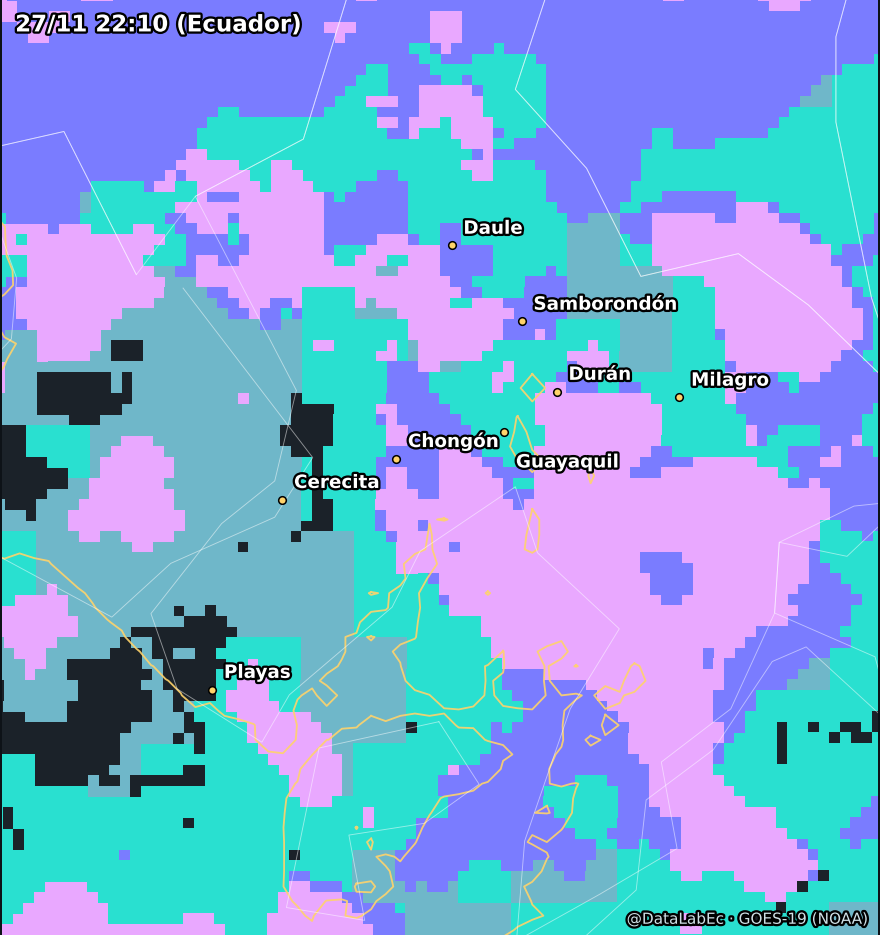 27/11 22:10 (Ecuador)
Daule
Samborondón
Durán
Milagro
Chongón
Guayaquil
Cerecita
Playas
@DataLabEc · GOES-19 (NOAA)